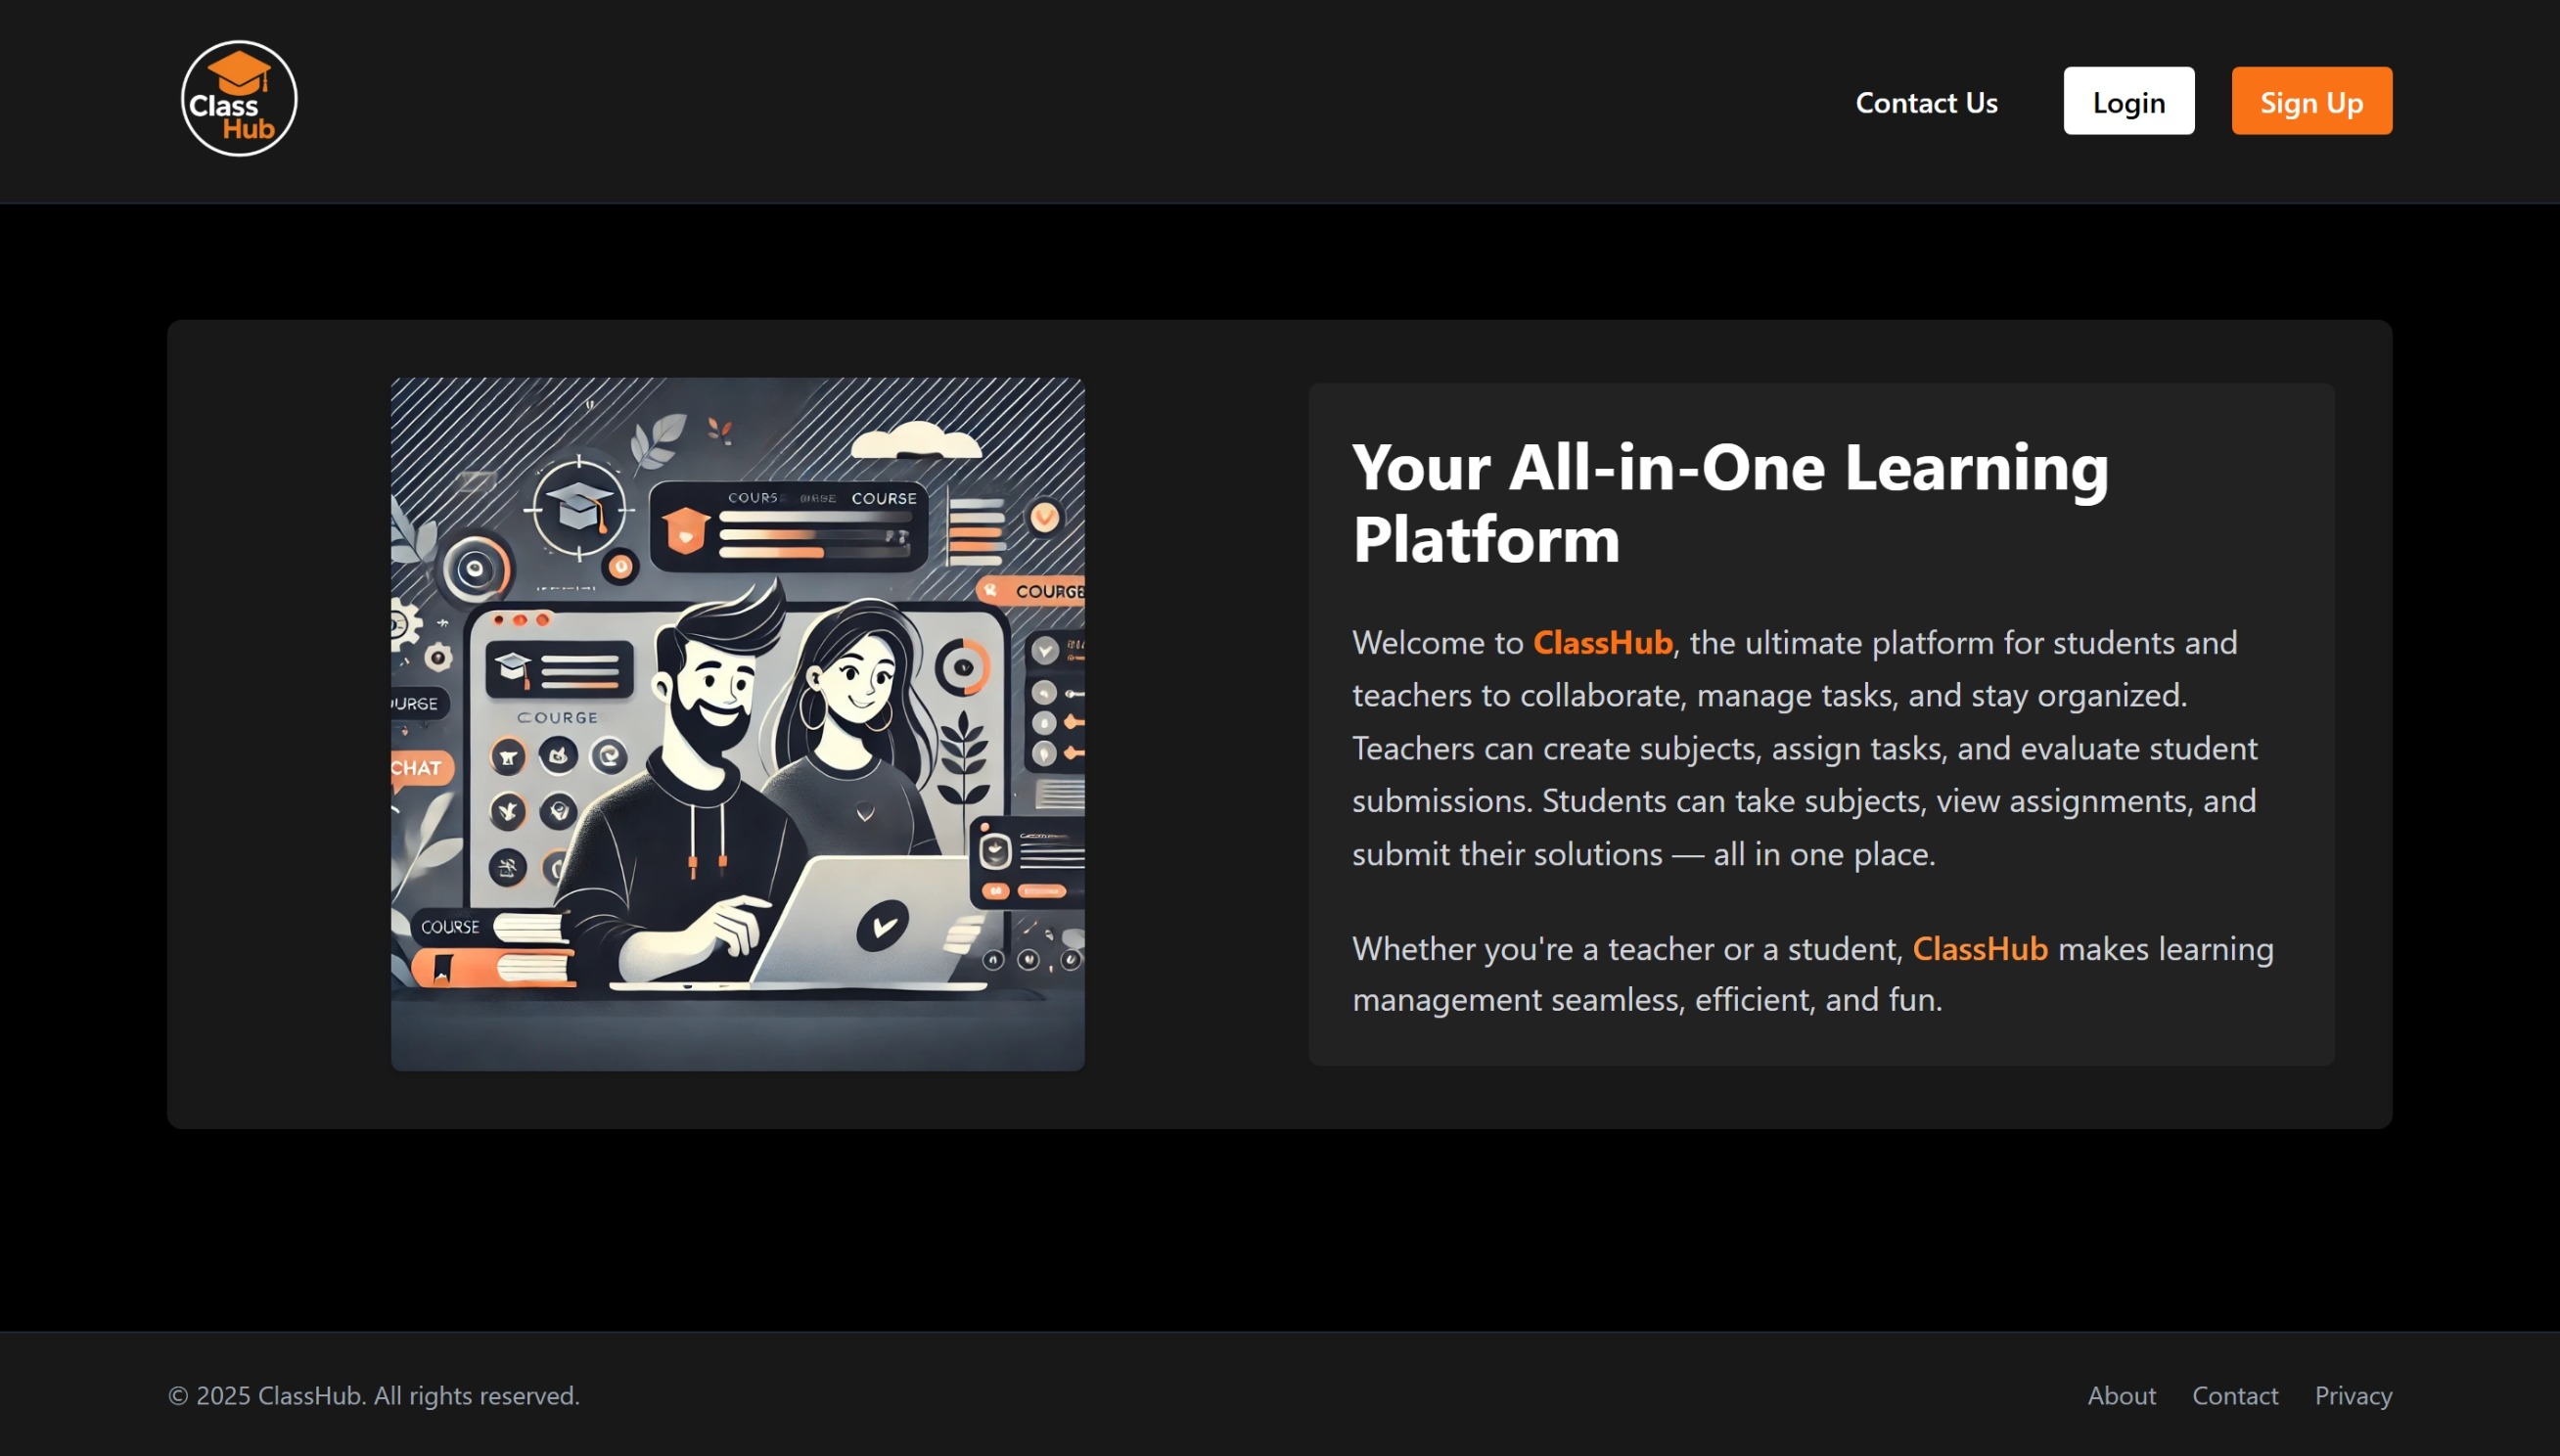 Class
Hub
Contact Us
Login
Sign Up
COURS
COURSE
COURGE
URGE
COURGE
CHAT
COURSE
Your All-in-One Learning
Platform
Welcome to ClassHub, the ultimate platform for students and
teachers to collaborate, manage tasks, and stay organized.
Teachers can create subjects, assign tasks, and evaluate student
submissions. Students can take subjects, view assignments, and
submit their solutions — all in one place.
Whether you're a teacher or a student, ClassHub makes learning
management seamless, efficient, and fun.
© 2025 ClassHub. All rights reserved.
About
Contact
Privacy